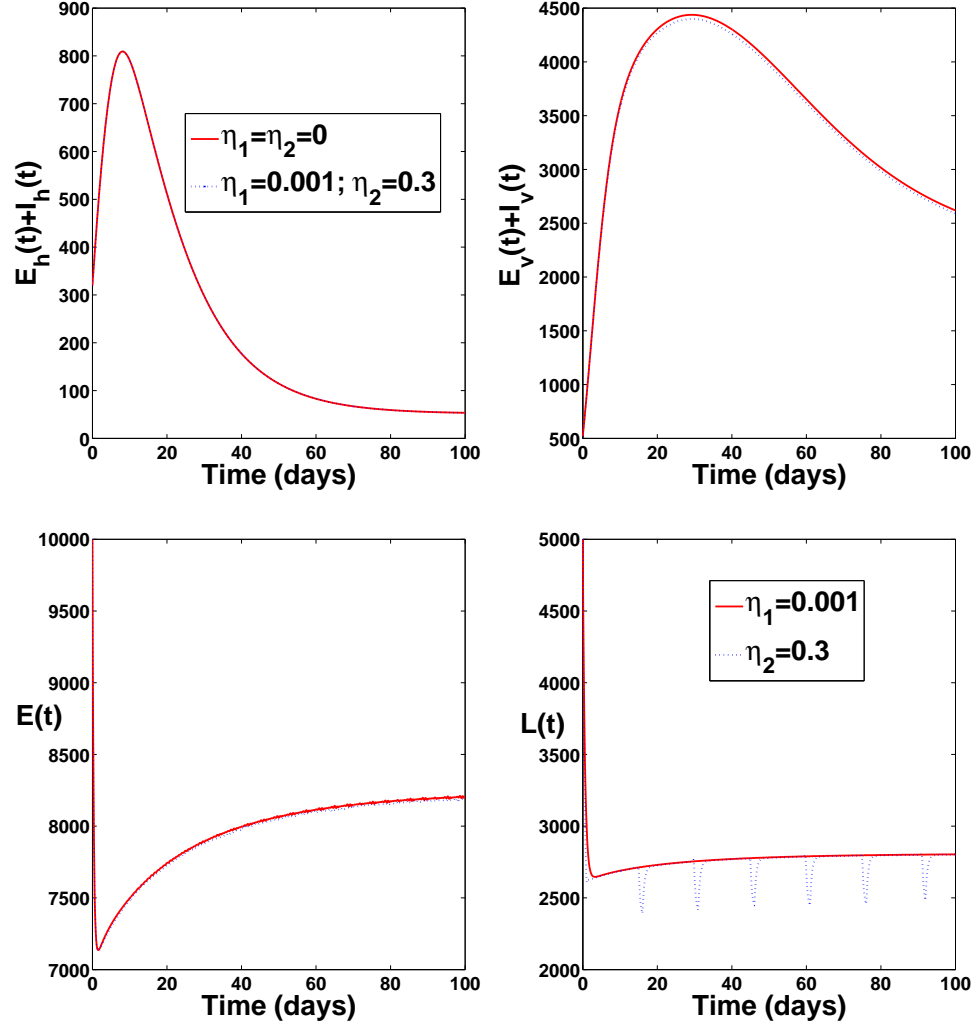 900
800
700
600
500
400
300
200
100
0
E_h(t)+I_h(t)
η_1=η_2=0
η_1=0.001; η_2=0.3
0 20 40 60 80 100
Time (days)
4500
4000
3500
3000
2500
2000
1500
1000
500
E_v(t)+I_v(t)
0 20 40 60 80 100
Time (days)
10000
9500
9000
8500
8000
7500
7000
E(t)
0 20 40 60 80 100
Time (days)
5000
4500
4000
3500
3000
2500
2000
L(t)
η_1=0.001
η_2=0.3
0 20 40 60 80 100
Time (days)